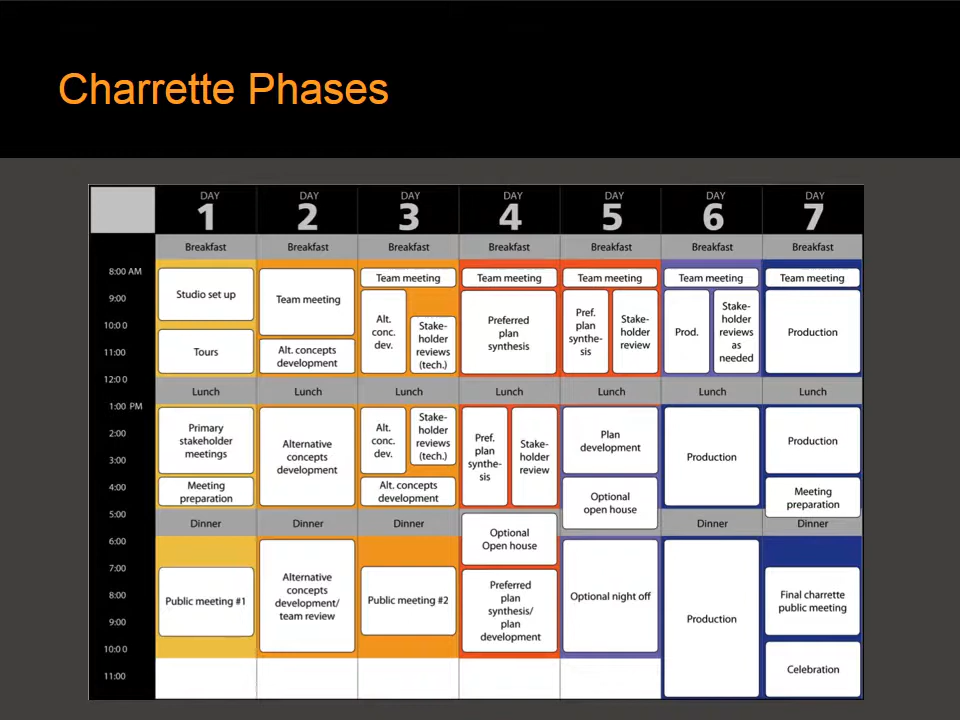 Charrette Phases
DAY DAY DAY DAY DAY DAY DAY
1 2 3 4 5 6 7
Breakfast Breakfast Breakfast Breakfast Breakfast Breakfast Breakfast
8:00 AM
9:00
10:00
11:00
12:00
1:00 PM
2:00
3:00
4:00
5:00
6:00
7:00
8:00
9:00
10:00
11:00
Studio set up
Tours
Lunch
Primary
stakeholder
meetings
Meeting
preparation
Dinner
Public meeting #1
Team meeting
Alt. concepts
development
Lunch
Alternative
concepts
development
Dinner
Alternative
concepts
development/
team review
Team meeting
Alt.
conc.
dev.
Stake-
holder
reviews
(tech.)
Lunch
Alt.
conc.
dev.
Stake-
holder
reviews
(tech.)
Alt. concepts
development
Dinner
Public meeting #2
Team meeting
Preferred
plan
synthesis
Lunch
Pref.
plan
synthe-
sis
Stake-
holder
review
Optional
Open house
Preferred
plan
synthesis/
plan
development
Team meeting
Pref.
plan
synthe-
sis
Stake-
holder
review
Lunch
Plan
development
Optional
open house
Optional night off
Team meeting
Prod.
Stake-
holder
reviews
as
needed
Lunch
Production
Dinner
Production
Team meeting
Production
Lunch
Production
Meeting
preparation
Dinner
Final charrette
public meeting
Celebration